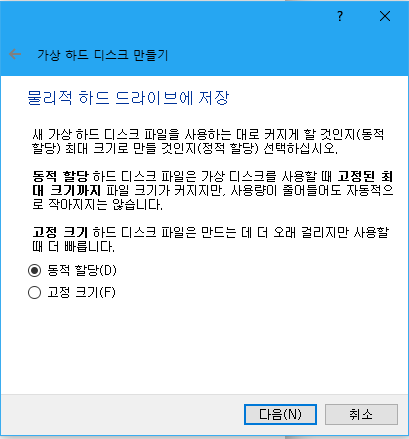 ?
가상 하드 디스크 만들기
물리적 하드 드라이브에 저장
새 가상 하드 디스크 파일을 사용하는 대로 커지게 할 것인지(동적
할당) 최대 크기로 만들 것인지(정적 할당) 선택하십시오.
동적 할당 하드 디스크 파일은 가상 디스크를 사용할 때 고정된 최
대 크기까지 파일 크기가 커지지만, 사용량이 줄어들어도 자동적으
로 작아지지는 않습니다.
고정 크기 하드 디스크 파일은 만드는 데 더 오래 걸리지만 사용할
때 더 빠릅니다.
동적 할당(D)
고정 크기(F)
다음(N)
취소